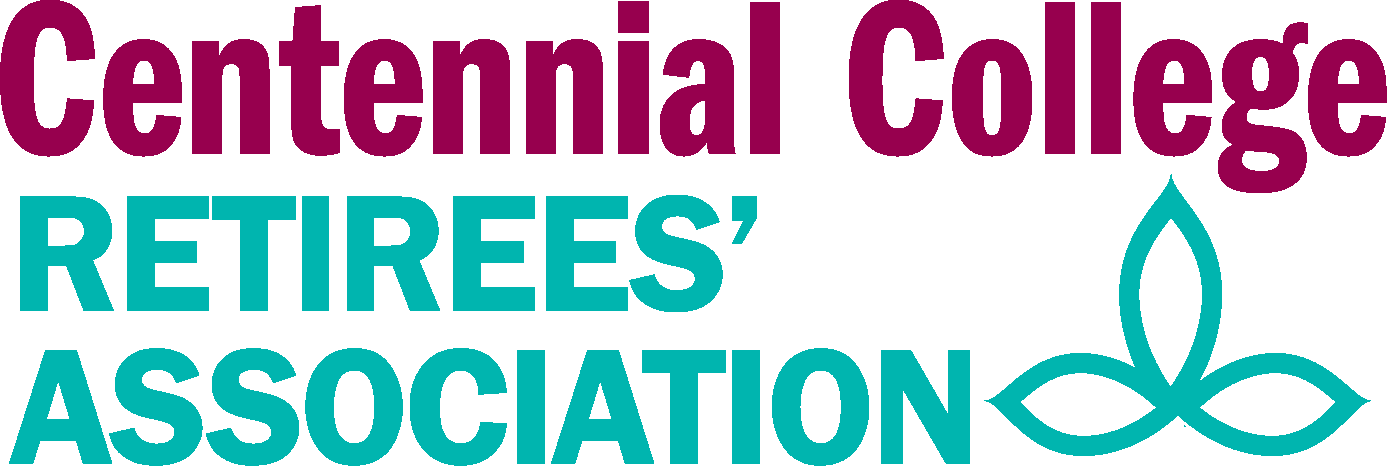 Centennial College
RETIREES’
ASSOCIATION